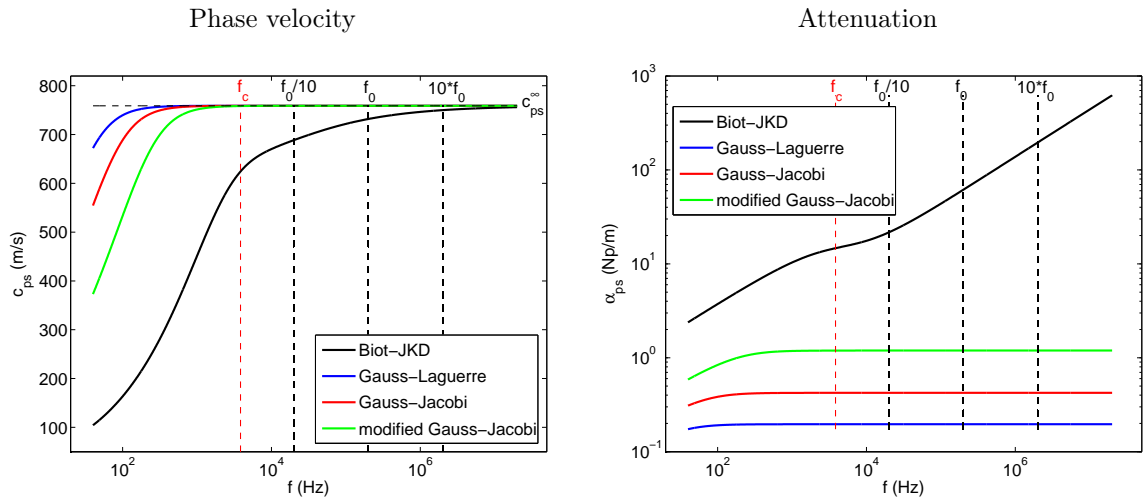 Phase velocity
f_c f_0/10 f_0 10*f_0
c_ps^∞
800
700
600
500
400
300
200
100
c_ps (m/s)
Biot−JKD
Gauss−Laguerre
Gauss−Jacobi
modified Gauss−Jacobi
10^2 10^4 10^6
f (Hz)
Attenuation
f_c f_0/10 f_0 10*f_0
10^3
10^2
10^1
10^0
10^−1
α_ps (Np/m)
Biot−JKD
Gauss−Laguerre
Gauss−Jacobi
modified Gauss−Jacobi
10^2 10^4 10^6
f (Hz)